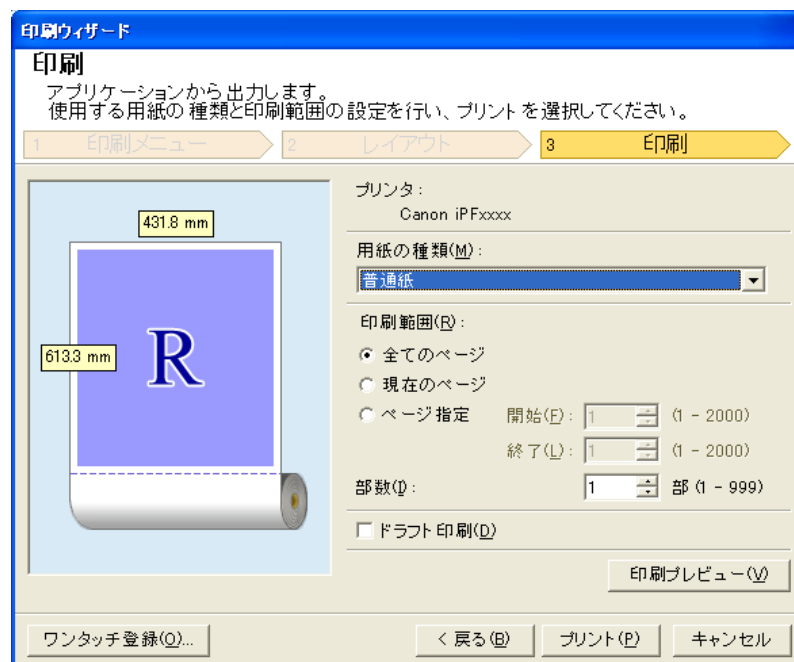 印刷ウィザード
印刷
アプリケーションから出力します。
使用する用紙の種類と印刷範囲の設定を行い、プリントを選択してください。
1 印刷メニュー 2 レイアウト 3 印刷
431.8 mm
613.3 mm
R
プリンタ:
Canon iPFxxxx
用紙の種類(M):
普通紙
印刷範囲(R):
全てのページ
現在のページ
ページ指定 開始(F): 1 (1 - 2000)
終了(L): 1 (1 - 2000)
部数(I): 1 部 (1 - 999)
ドラフト印刷(D)
印刷プレビュー(V)
ワンタッチ登録(O)... < 戻る(B) プリント(P) キャンセル